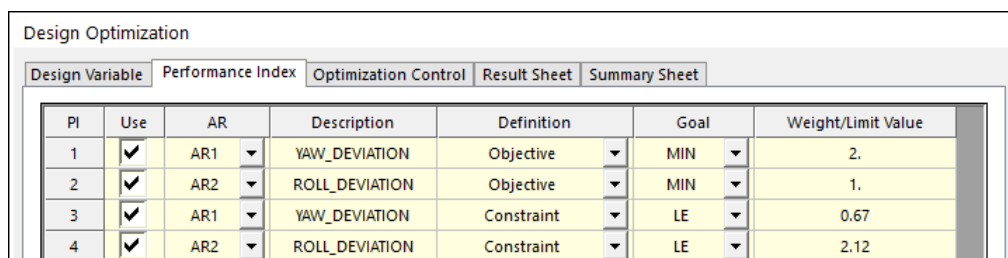 Design Optimization
Design Variable Performance Index Optimization Control Result Sheet Summary Sheet
PI Use AR Description Definition Goal Weight/Limit Value
1 AR1 YAW_DEVIATION Objective MIN 2.
2 AR2 ROLL_DEVIATION Objective MIN 1.
3 AR1 YAW_DEVIATION Constraint LE 0.67
4 AR2 ROLL_DEVIATION Constraint LE 2.12